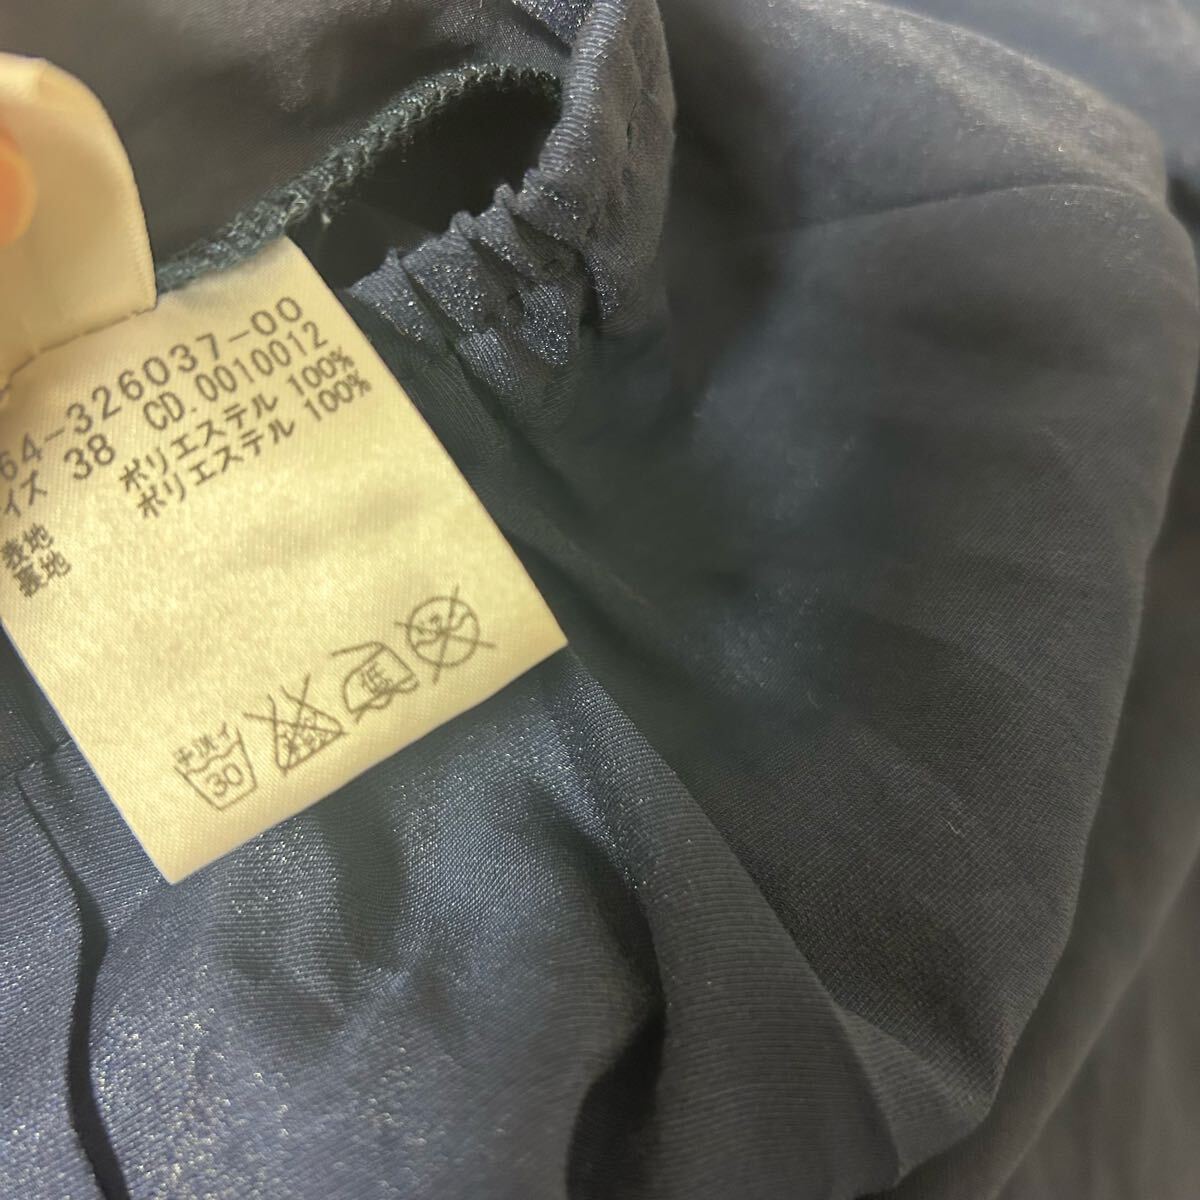 64-326037-00
イズ 38 CD.0010012
表地 ポリエステル 100%
裏地 ポリエステル 100%
手洗イ
30
低